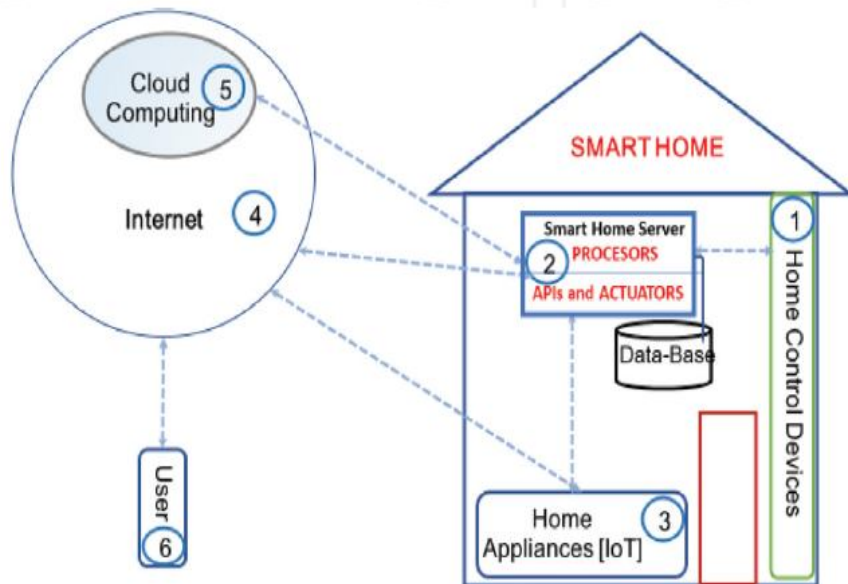 Cloud
Computing
5
Internet
4
User
6
SMART HOME
Smart Home Server
PROCESORS
2
APIs and ACTUATORS
Data-Base
1
Home Control Devices
Home
Appliances [IoT]
3